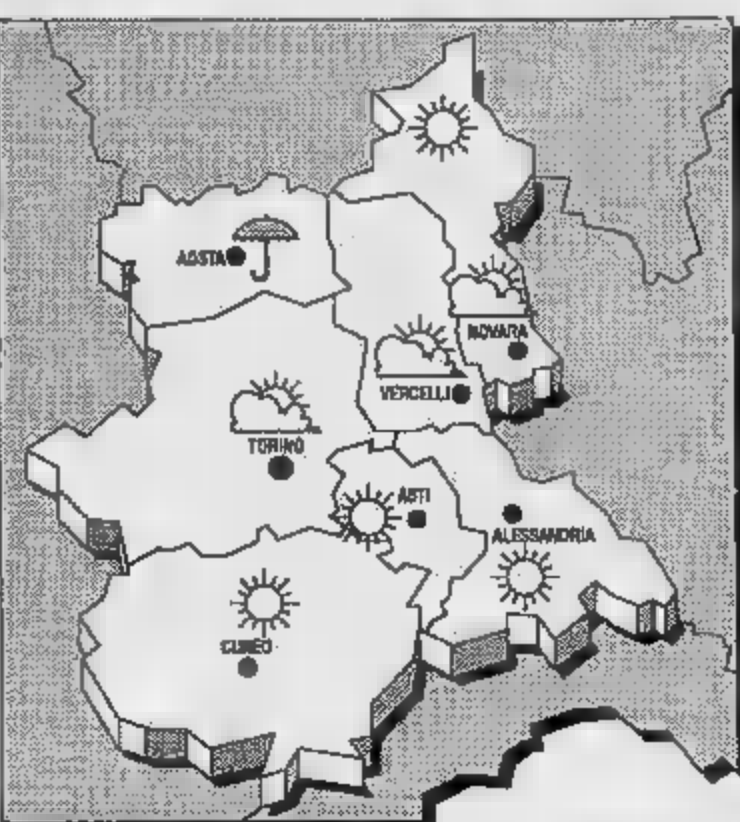 AOSTA
NOVARA
VERCELLI
TORINO
ASTI
ALESSANDRIA
CUNEO